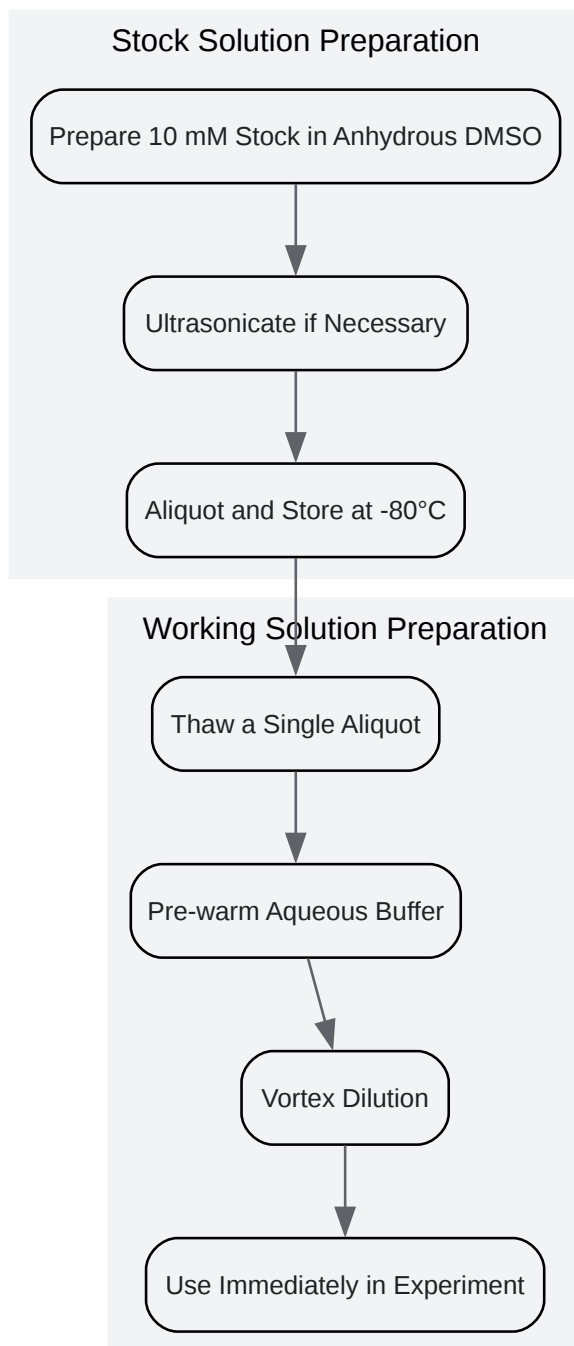 Stock Solution Preparation
Prepare 10 mM Stock in Anhydrous DMSO
Ultrasonicate if Necessary
Aliquot and Store at -80°C
Working Solution Preparation
Thaw a Single Aliquot
Pre-warm Aqueous Buffer
Vortex Dilution
Use Immediately in Experiment